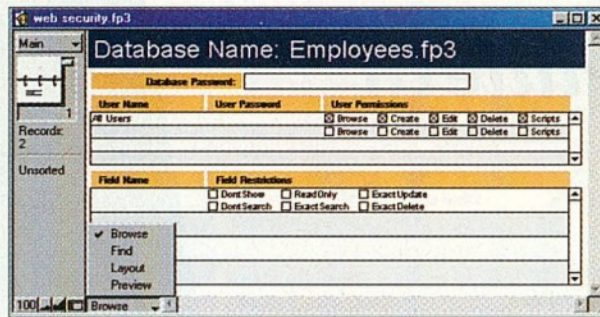 web security.fp3
Main
Database Name: Employees.fp3
1
Records:
2
Unsorted
Database Password:
User Name User Password User Permissions
All Users Browse Create Edit Delete Scripts
Browse Create Edit Delete Scripts
Field Name Field Restrictions
Dont Show Read Only Exact Update
Dont Search Exact Search Exact Delete
Browse
Find
Layout
Preview
100 Browse